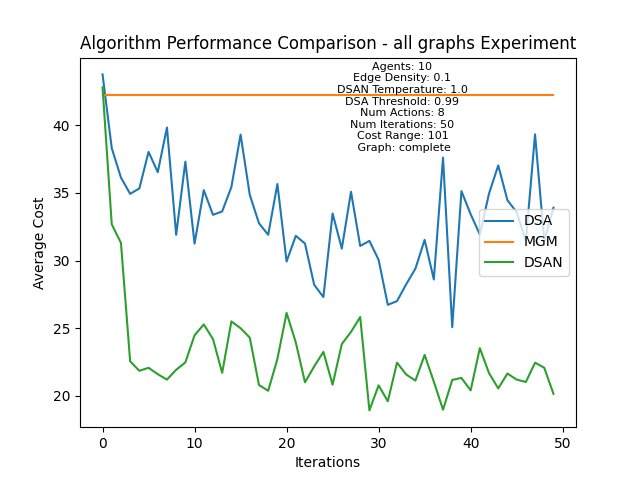 Algorithm Performance Comparison - all graphs Experiment
Agents: 10
Edge Density: 0.1
DSAN Temperature: 1.0
DSA Threshold: 0.99
Num Actions: 8
Num Iterations: 50
Cost Range: 101
Graph: complete
40
35
30
25
20
Average Cost
DSA
MGM
DSAN
0 10 20 30 40 50
Iterations